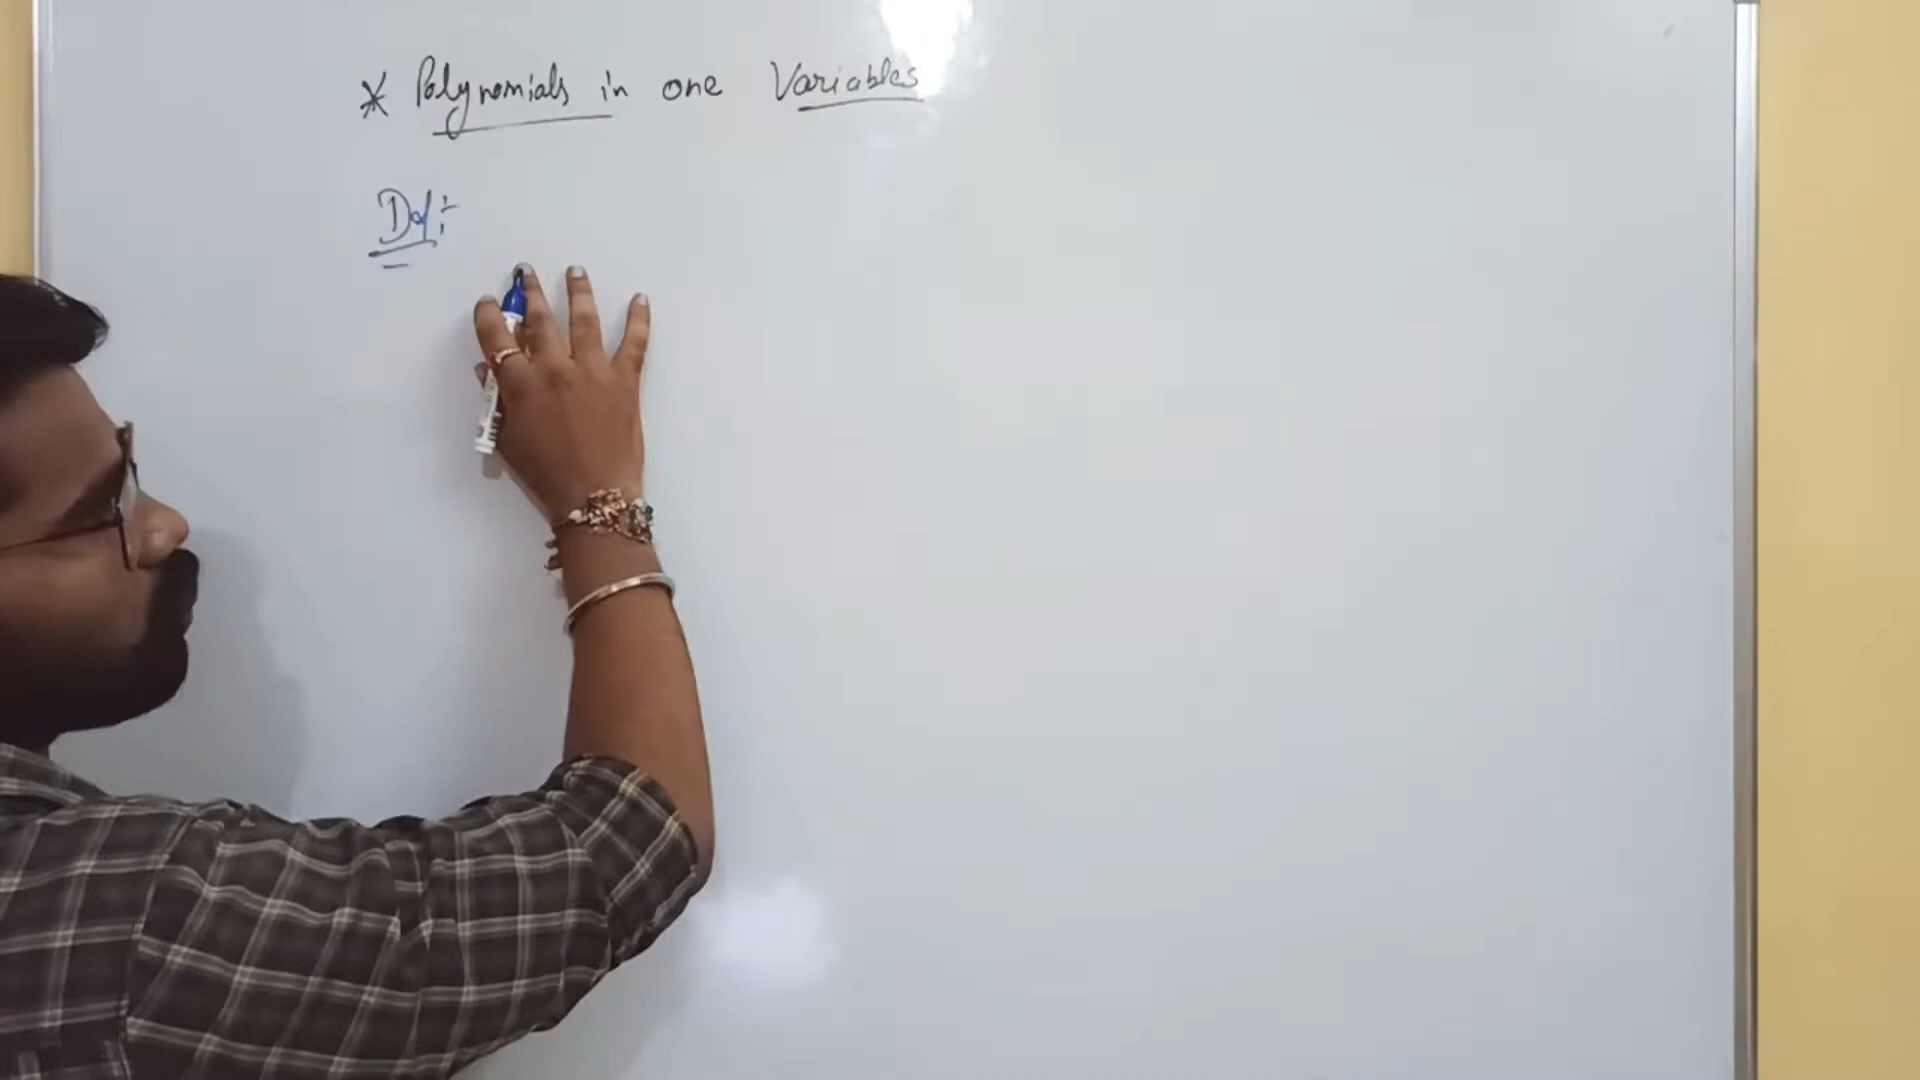 * Polynomials in one Variables
Def:-